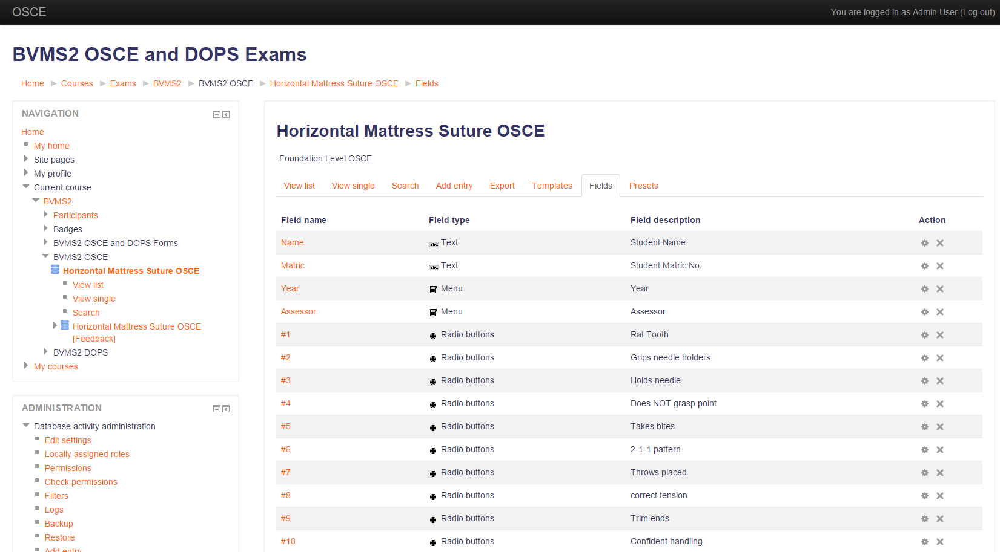 OSCE
You are logged in as Admin User (Log out)
BVMS2 OSCE and DOPS Exams
Home Courses Exams BVMS2 BVMS2 OSCE Horizontal Mattress Suture OSCE Fields
NAVIGATION
Home
My home
Site pages
My profile
Current course
BVMS2
Participants
Badges
BVMS2 OSCE and DOPS Forms
BVMS2 OSCE
Horizontal Mattress Suture OSCE
View list
View single
Search
Horizontal Mattress Suture OSCE
[Feedback]
BVMS2 DOPS
My courses
ADMINISTRATION
Database activity administration
Edit settings
Locally assigned roles
Permissions
Check permissions
Filters
Logs
Backup
Restore
Add entry
Horizontal Mattress Suture OSCE
Foundation Level OSCE
View list View single Search Add entry Export Templates Fields Presets
Field name Field type Field description Action
Name abc Text Student Name
Matric abc Text Student Matric No.
Year Menu Year
Assessor Menu Assessor
#1 Radio buttons Rat Tooth
#2 Radio buttons Grips needle holders
#3 Radio buttons Holds needle
#4 Radio buttons Does NOT grasp point
#5 Radio buttons Takes bites
#6 Radio buttons 2-1-1 pattern
#7 Radio buttons Throws placed
#8 Radio buttons correct tension
#9 Radio buttons Trim ends
#10 Radio buttons Confident handling